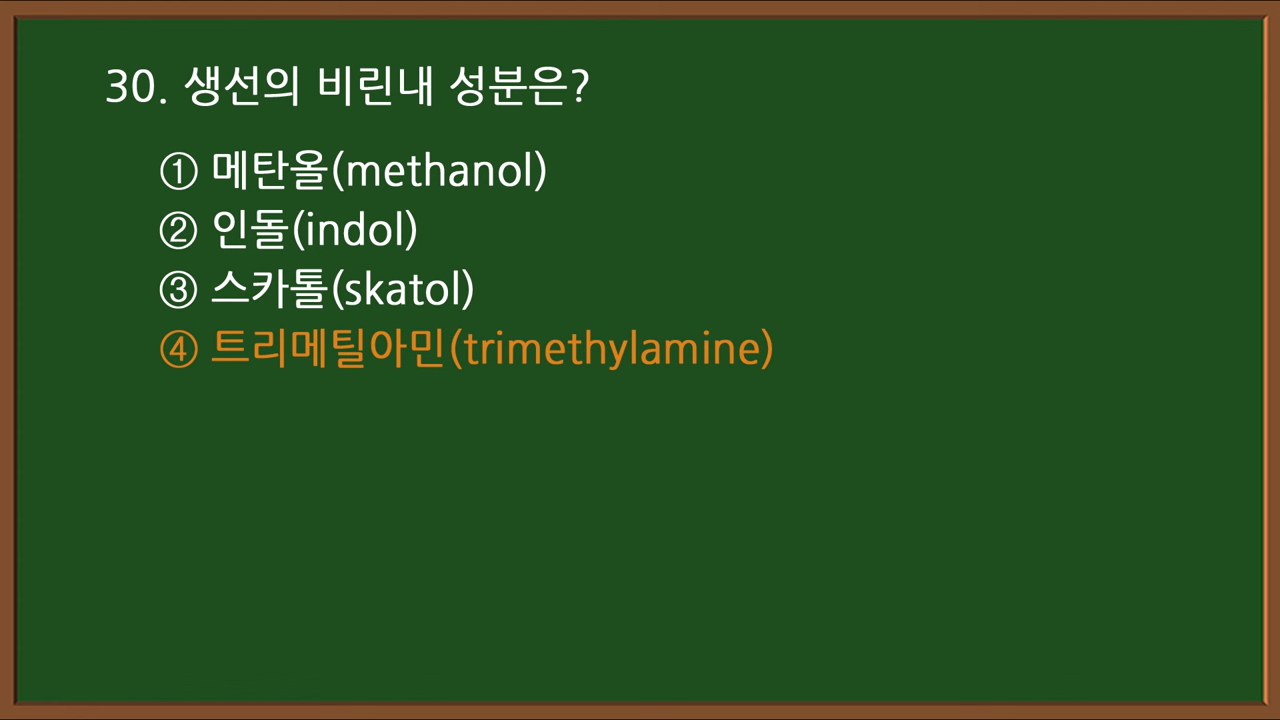 30. 생선의 비린내 성분은?
① 메탄올(methanol)
② 인돌(indol)
③ 스카톨(skatol)
④ 트리메틸아민(trimethylamine)